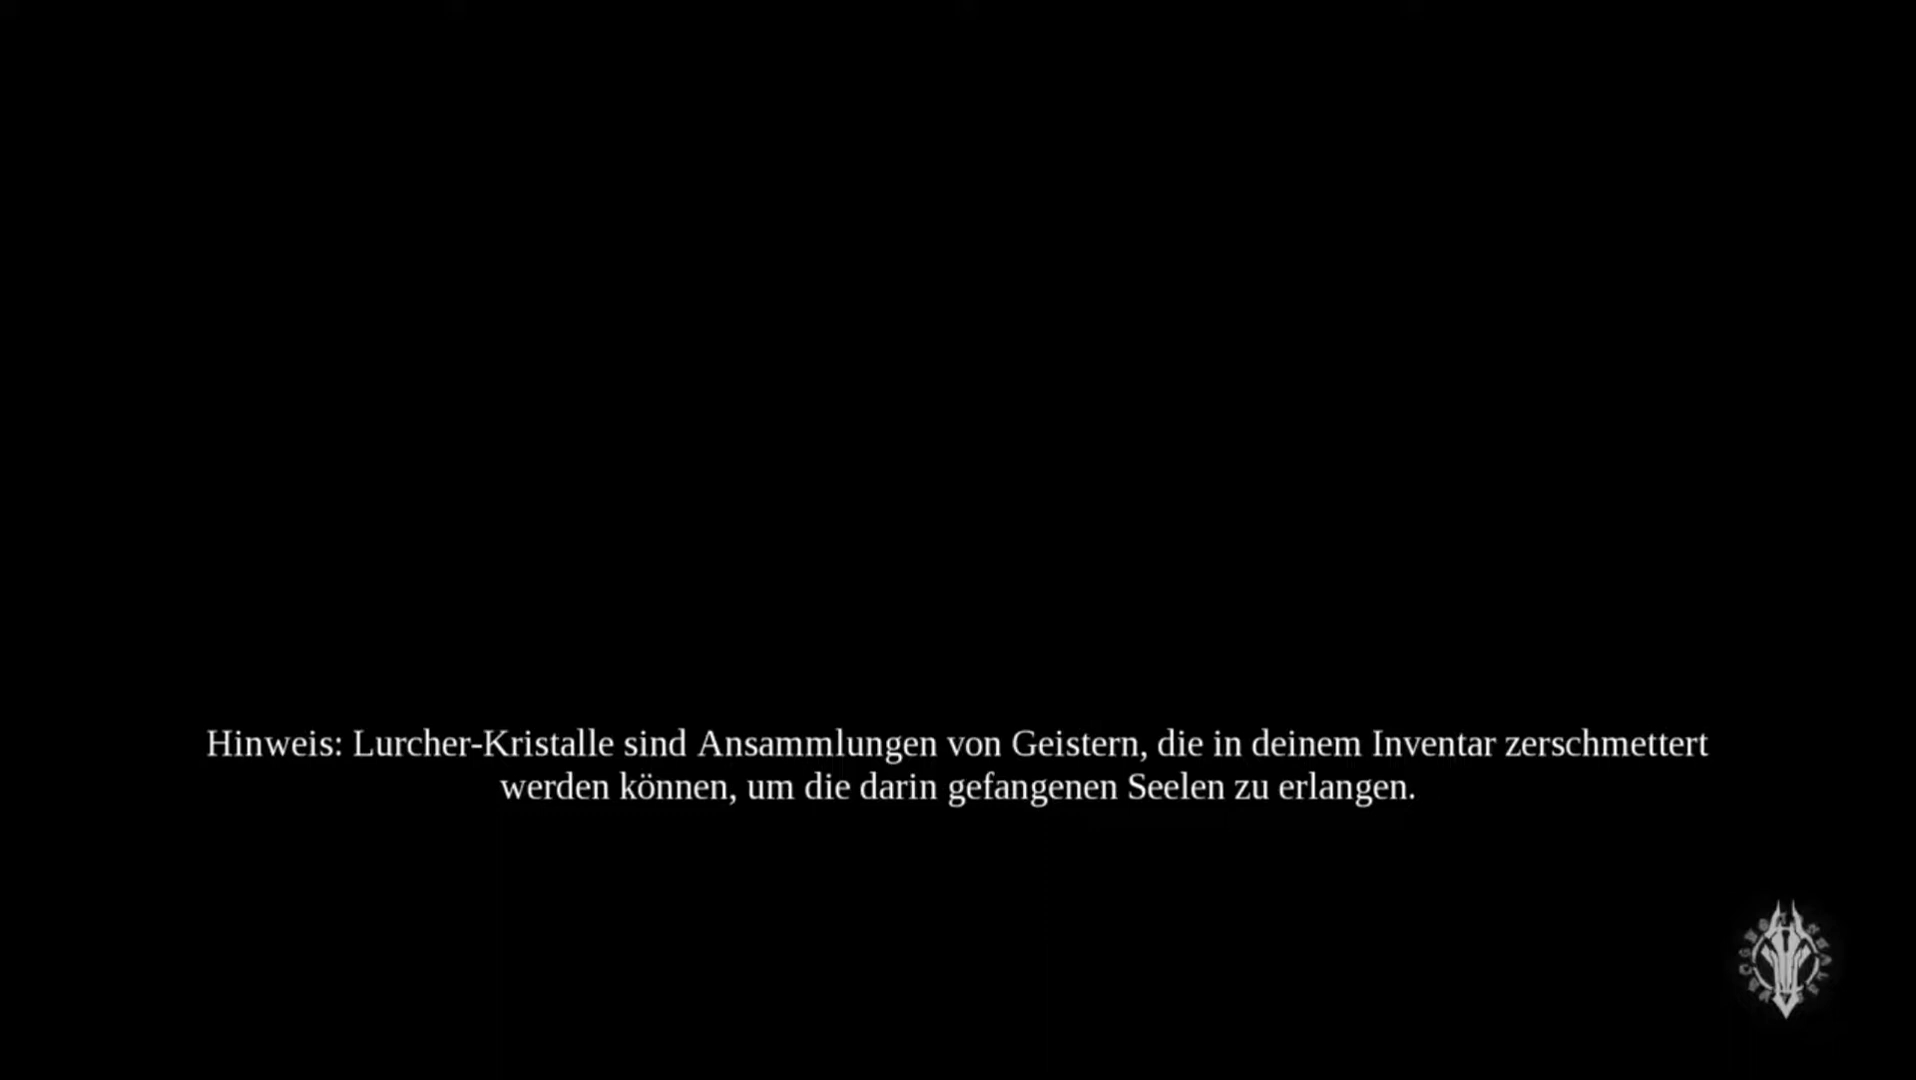 Hinweis: Lurcher-Kristalle sind Ansammlungen von Geistern, die in deinem Inventar zerschmettert
werden können, um die darin gefangenen Seelen zu erlangen.